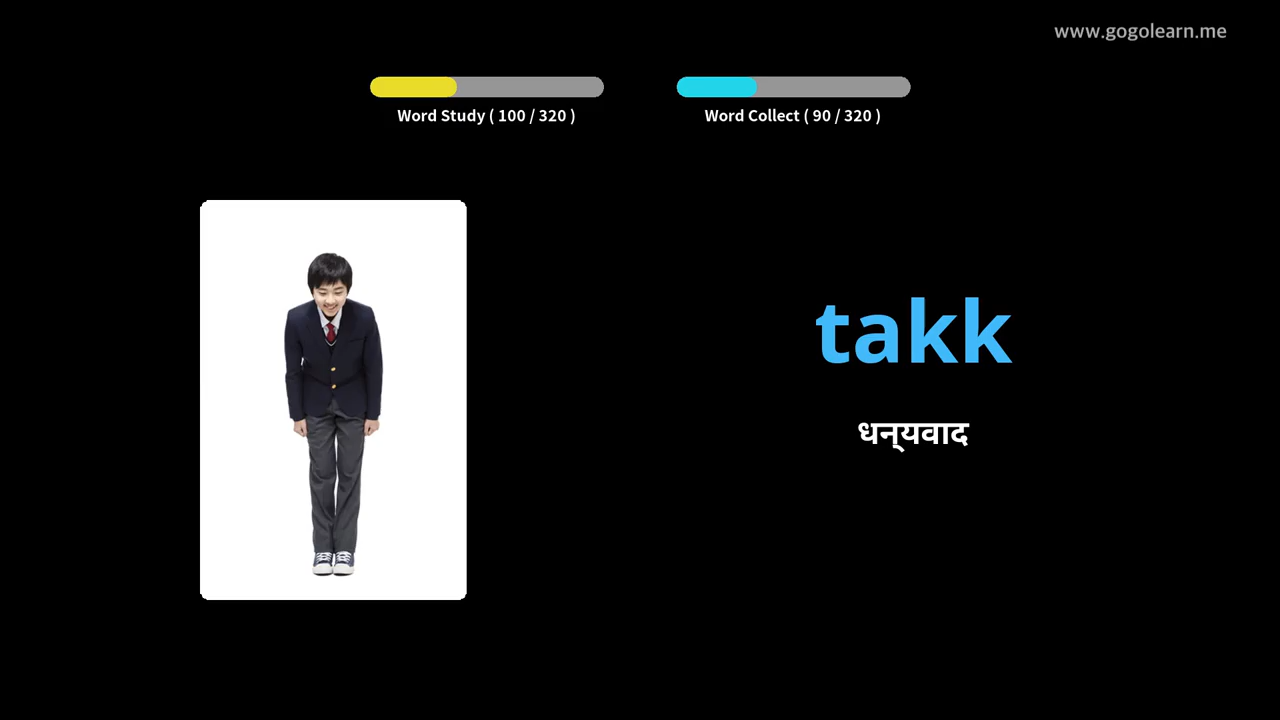 www.gogolearn.me
Word Study ( 100 / 320 )
Word Collect ( 90 / 320 )
takk
धन्‌यवाद